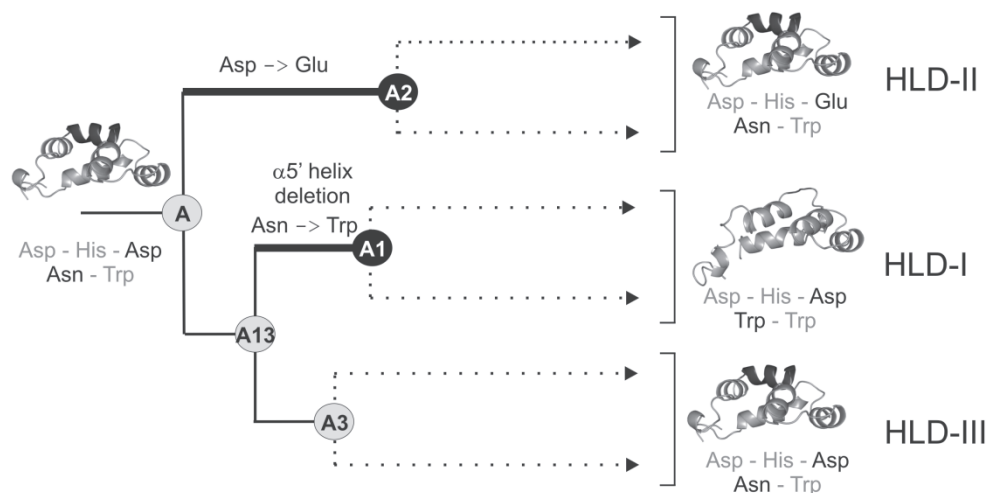 Asp -> Glu
A2
Asp - His - Glu
Asn - Trp
HLD-II
A
Asp - His - Asp
Asn - Trp
α5' helix
deletion
Asn -> Trp
A1
Asp - His - Asp
Trp - Trp
HLD-I
A13
A3
Asp - His - Asp
Asn - Trp
HLD-III